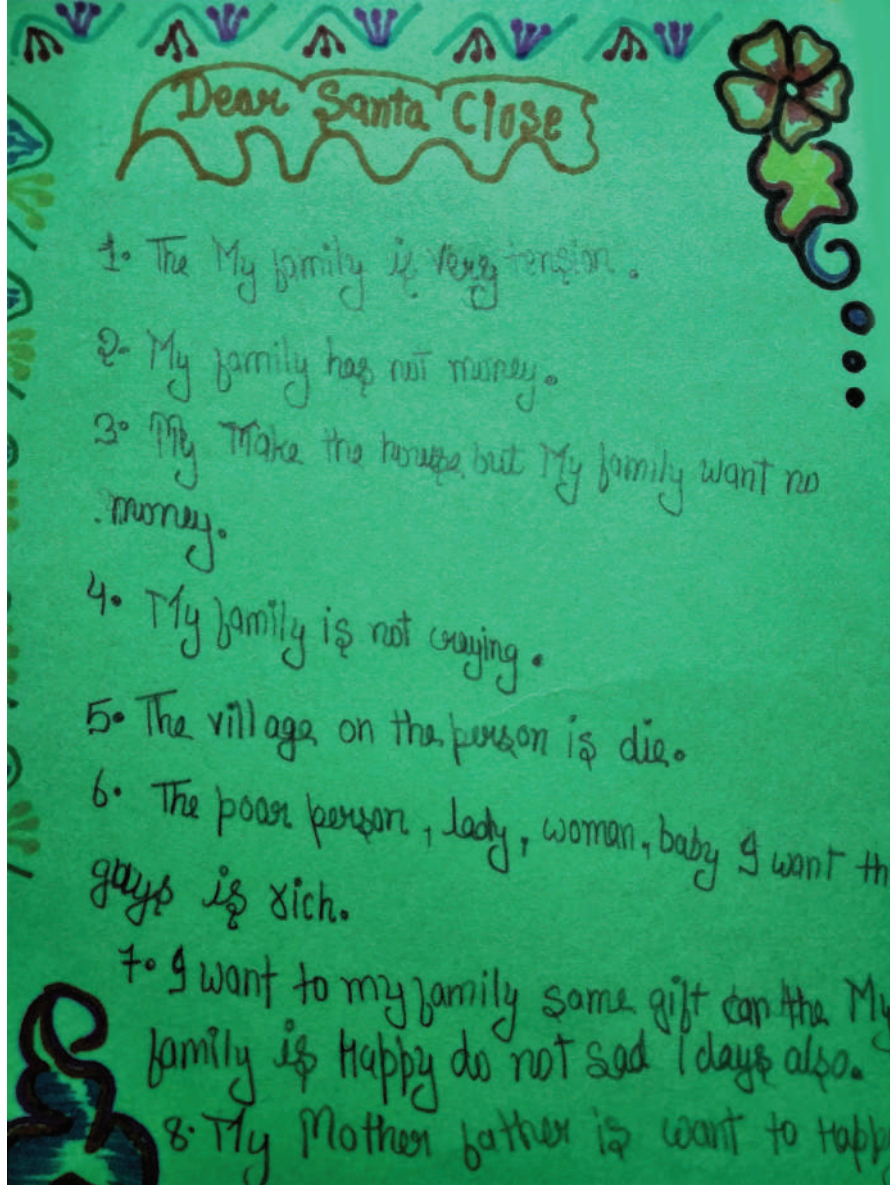 Dear Santa Close
1. The My family is very tension.
2- My family has not money.
3. My Make the house but My family want no
money.
4. My family is not craying.
5. The village on the person is die.
6. The poor person, lady, woman, baby I want th
gays is rich.
7. I want to my family same gift can the My
family is Happy do not sad 1 days also.
8. My Mother father is want to Happy